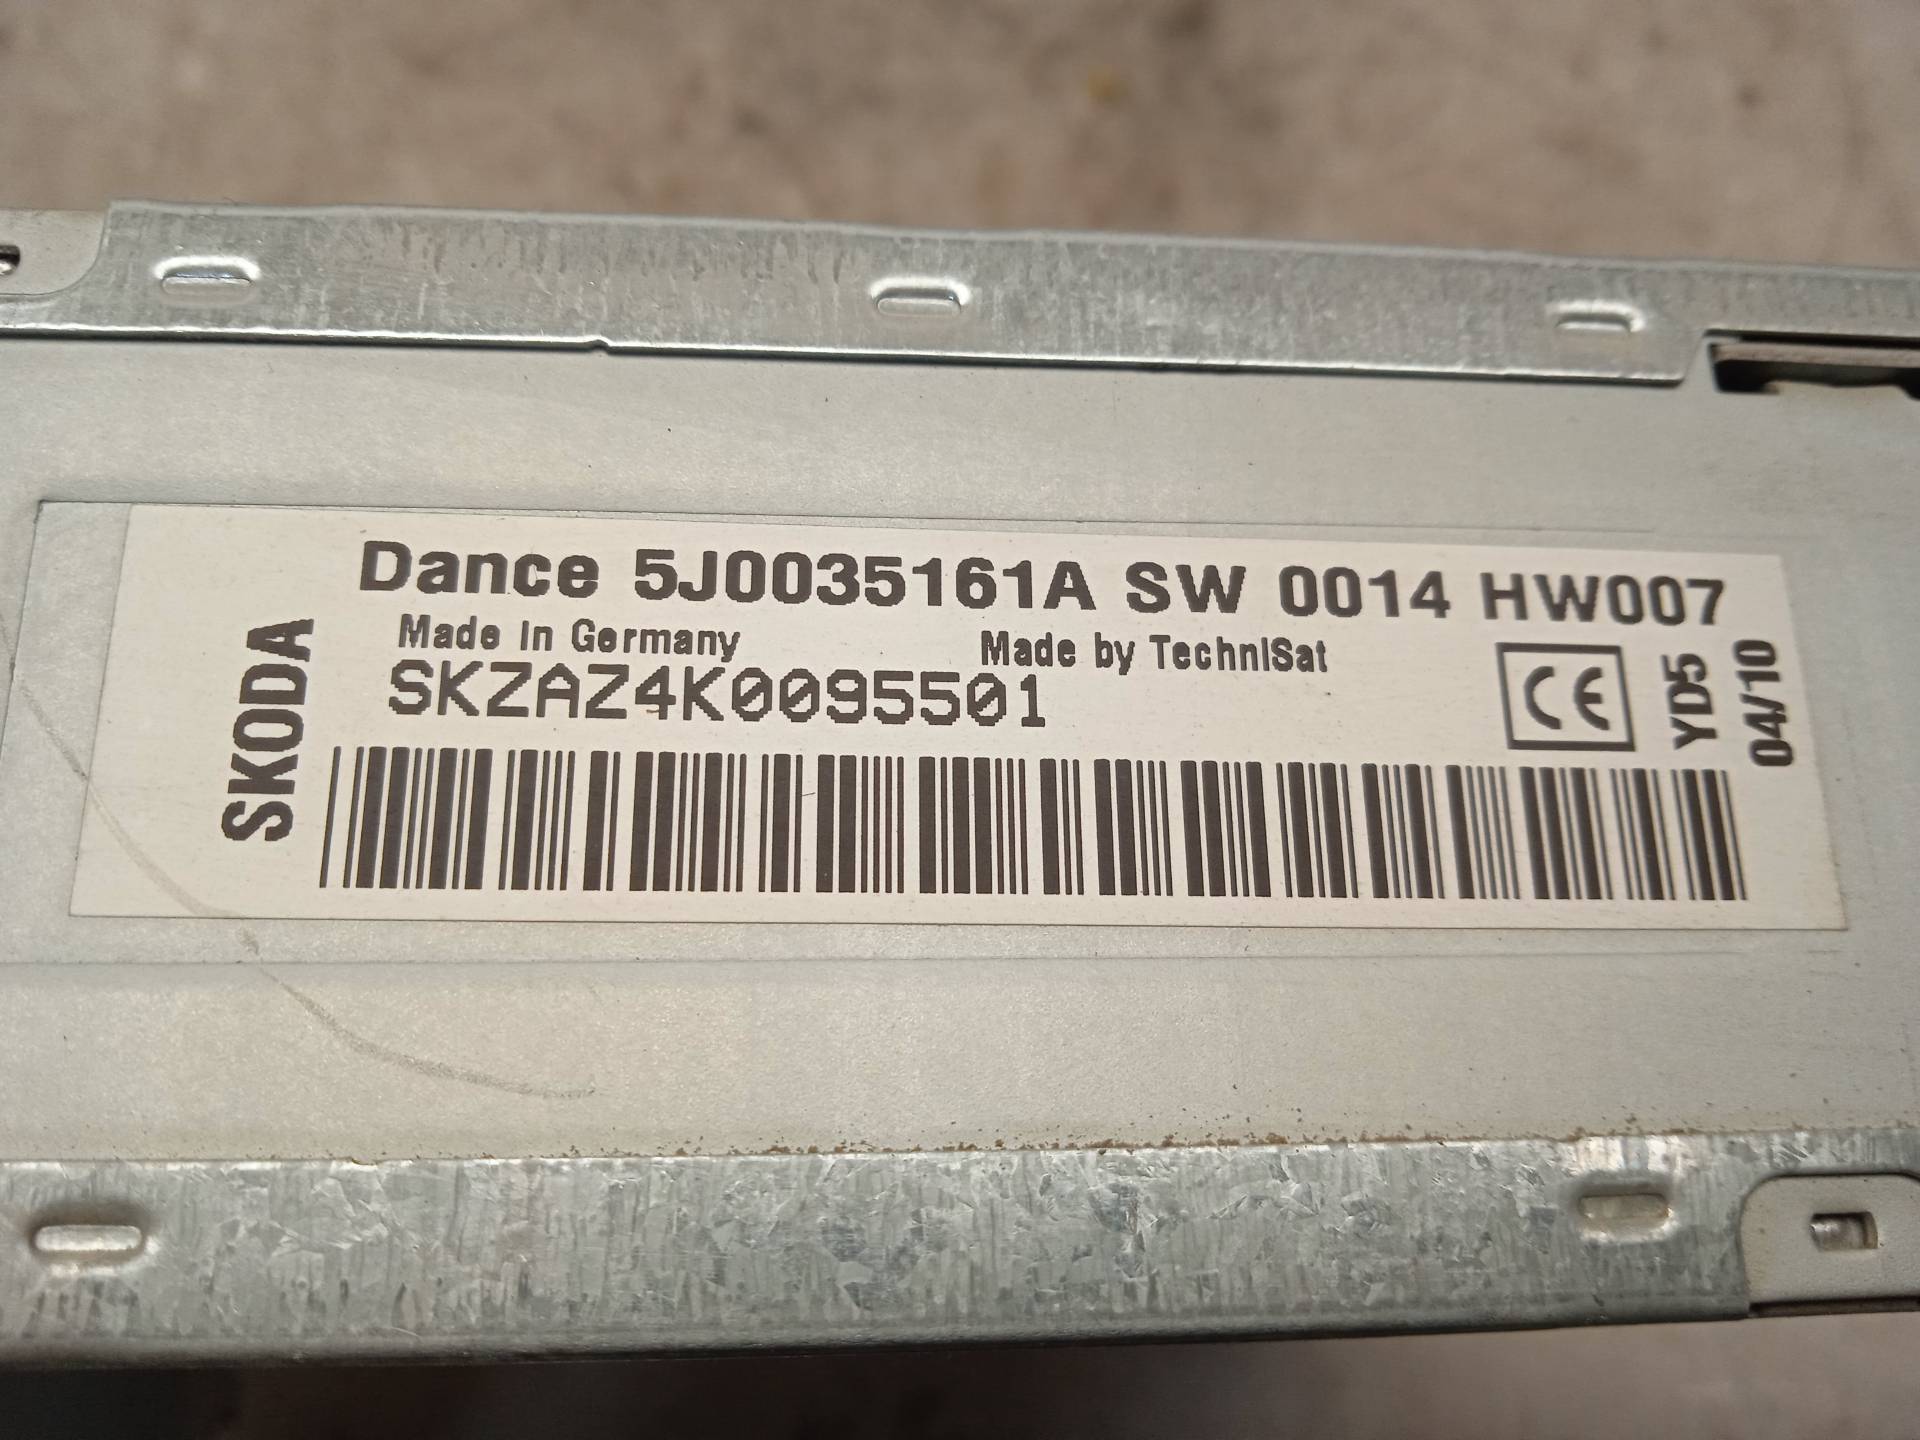 Dance 5J0035161A SW 0014 HW007
Made in Germany Made by TechniSat
SKZAZ4K0095501
SKODA
CE
YD5
04/10